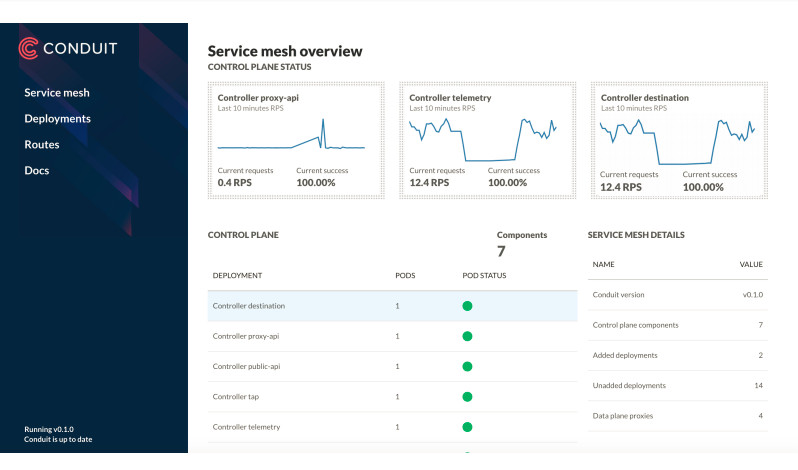 CONDUIT
Service mesh
Deployments
Routes
Docs
Running v0.1.0
Conduit is up to date
Service mesh overview
CONTROL PLANE STATUS
Controller proxy-api
Last 10 minutes RPS
Current requests Current success
0.4 RPS 100.00%
Controller telemetry
Last 10 minutes RPS
Current requests Current success
12.4 RPS 100.00%
Controller destination
Last 10 minutes RPS
Current requests Current success
12.4 RPS 100.00%
CONTROL PLANE Components
7
DEPLOYMENT PODS POD STATUS
Controller destination 1
Controller proxy-api 1
Controller public-api 1
Controller tap 1
Controller telemetry 1
SERVICE MESH DETAILS
NAME VALUE
Conduit version v0.1.0
Control plane components 7
Added deployments 2
Unadded deployments 14
Data plane proxies 4